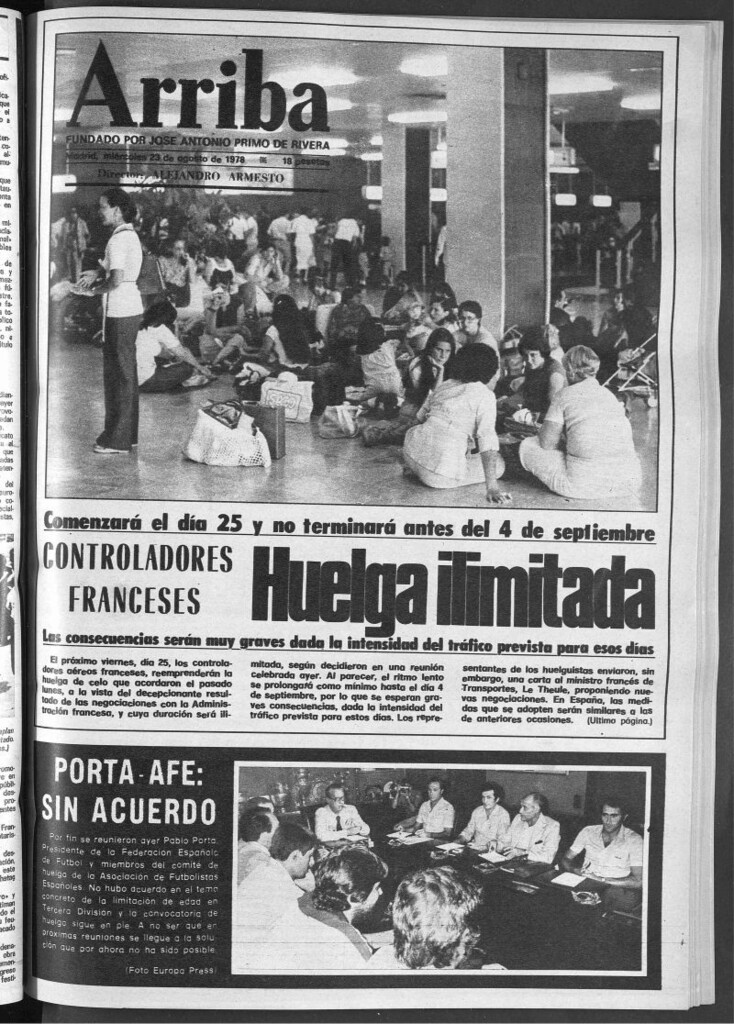 Arriba
FUNDADO POR JOSE ANTONIO PRIMO DE RIVERA
Madrid, miércoles 23 de agosto de 1978 18 pesetas
Director: ALEJANDRO ARMESTO
Comenzará el día 25 y no terminará antes del 4 de septiembre
CONTROLADORES
FRANCESES
Huelga ilimitada
Las consecuencias serán muy graves dada la intensidad del tráfico prevista para esos días
El próximo viernes, día 25, los controla-
dores aéreos franceses, reemprenderán la
huelga de celo que acordaron el pasado
lunes, a la vista del decepcionante resul-
tado de las negociaciones con la Adminis-
tración francesa, y cuya duración será ili-
mitada, según decidieron en una reunión
celebrada ayer. Al parecer, el ritmo lento
se prolongará como mínimo hasta el día 4
de septiembre, por lo que se esperan gra-
ves consecuencias, dada la intensidad del
tráfico prevista para estos días. Los repre-
sentantes de los huelguistas enviaron, sin
embargo, una carta al ministro francés de
Transportes, Le Theule, proponiendo nue-
vas negociaciones. En España, las medi-
das que se adopten serán similares a las
de anteriores ocasiones. (Ultima página.)
PORTA-AFE:
SIN ACUERDO
Por fin se reunieron ayer Pablo Porta,
Presidente de la Federación Española
de Fútbol y miembros del comité de
huelga de la Asociación de Futbolistas
Españoles. No hubo acuerdo en el tema
concreto de la limitación de edad en
Tercera División y la convocatoria de
huelga sigue en pie. A no ser que en
próximas reuniones se llegue a la solu-
ción que por ahora no ha sido posible.
(Foto Europa Press)